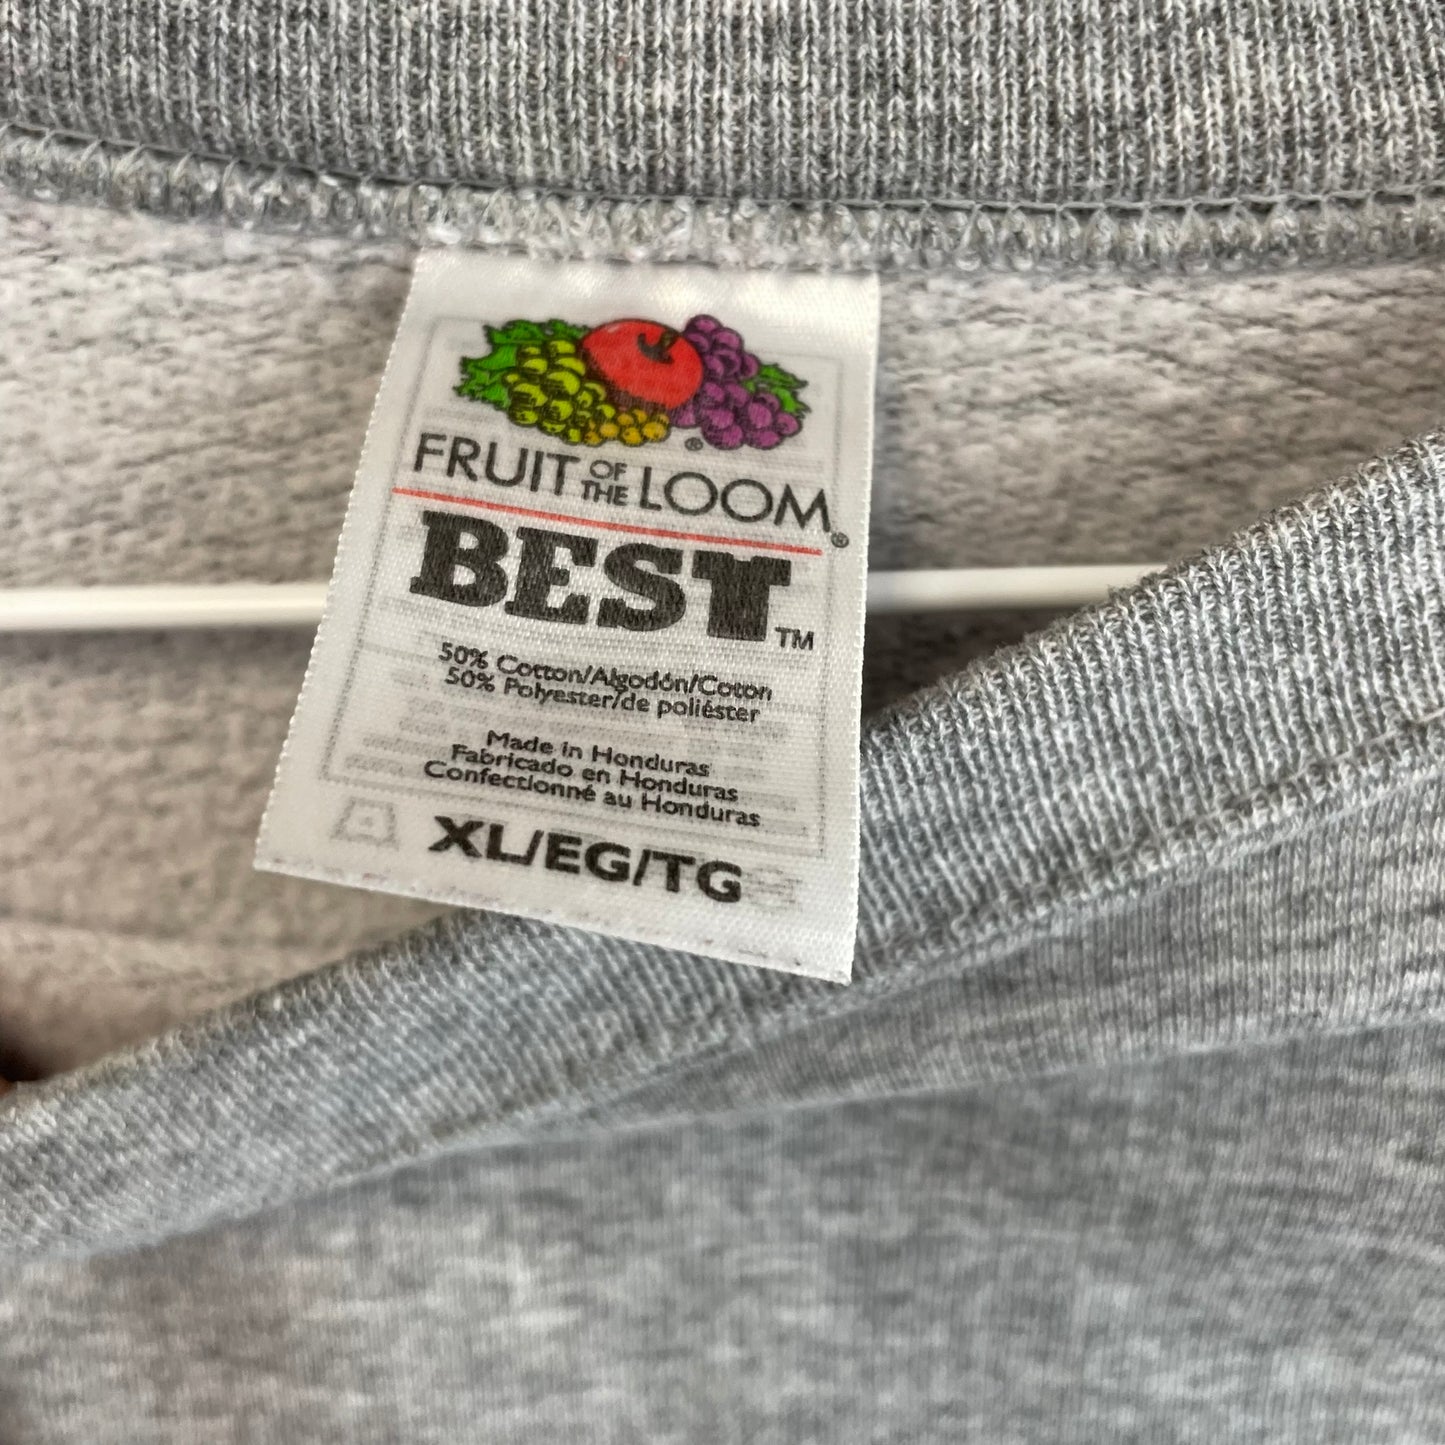 FRUIT OF THE LOOM®
BEST™
50% Cotton/Algodón/Coton
50% Polyester/de poliéster
Made in Honduras
Fabricado en Honduras
Confectionné au Honduras
XL/EG/TG